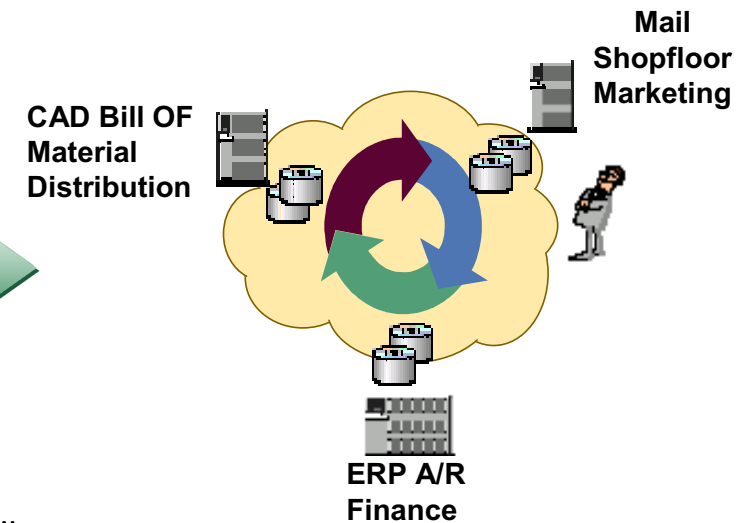 Mail
Shopfloor
Marketing
CAD Bill OF
Material
Distribution
ERP A/R
Finance